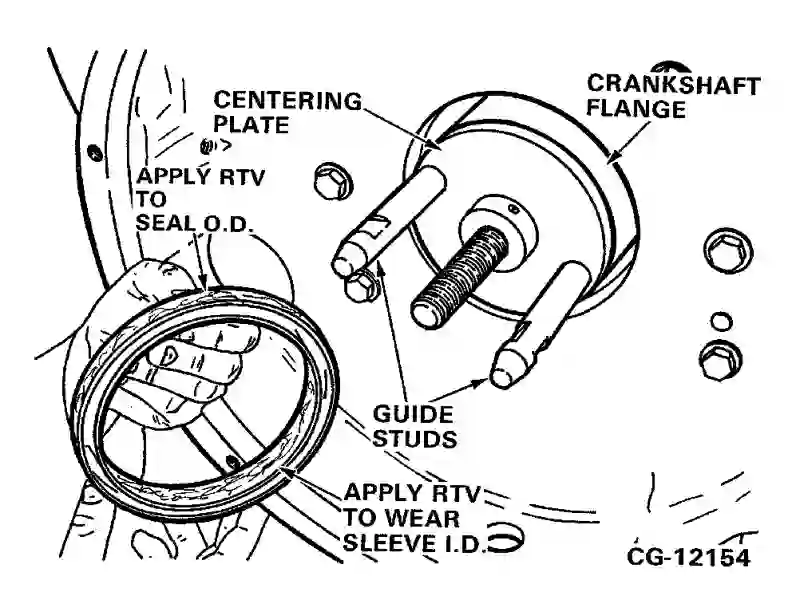 CENTERING
PLATE
CRANKSHAFT
FLANGE
APPLY RTV
TO
SEAL O.D.
GUIDE
STUDS
APPLY RTV
TO WEAR
SLEEVE I.D.
CG-12154